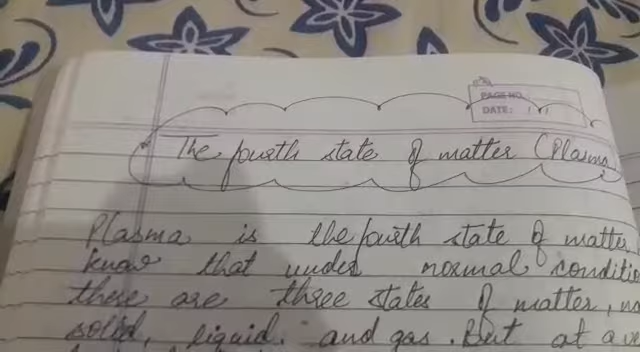 PAGE NO.
DATE: / /
The fourth state of matter (Plasma
Plasma is the fourth state of matter.
know that under normal conditio
there are three states of matter,
solid, liquid. and gas. But at a